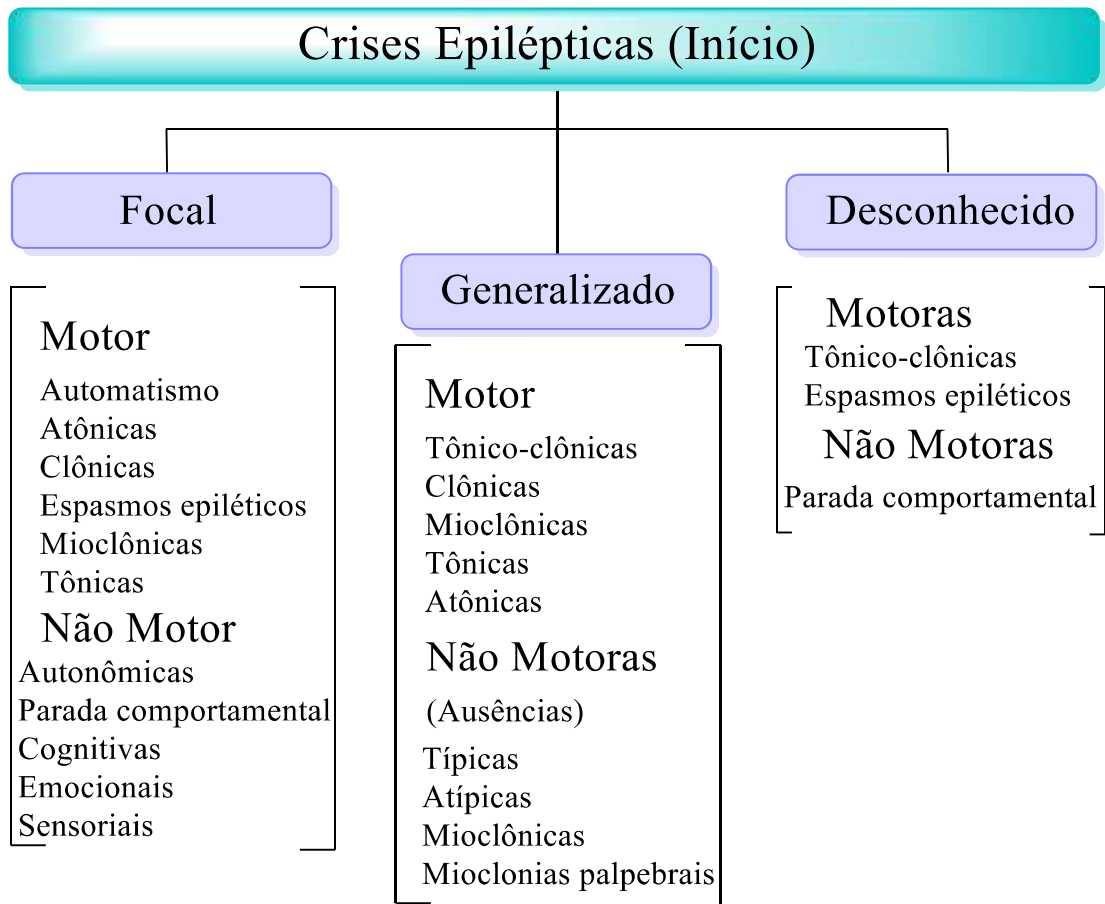 Crises Epilépticas (Início)
Focal
Motor
Automatismo
Atônicas
Clônicas
Espasmos epiléticos
Mioclônicas
Tônicas
Não Motor
Autonômicas
Parada comportamental
Cognitivas
Emocionais
Sensoriais
Generalizado
Motor
Tônico-clônicas
Clônicas
Mioclônicas
Tônicas
Atônicas
Não Motoras
(Ausências)
Típicas
Atípicas
Mioclônicas
Mioclonias palpebrais
Desconhecido
Motoras
Tônico-clônicas
Espasmos epiléticos
Não Motoras
Parada comportamental